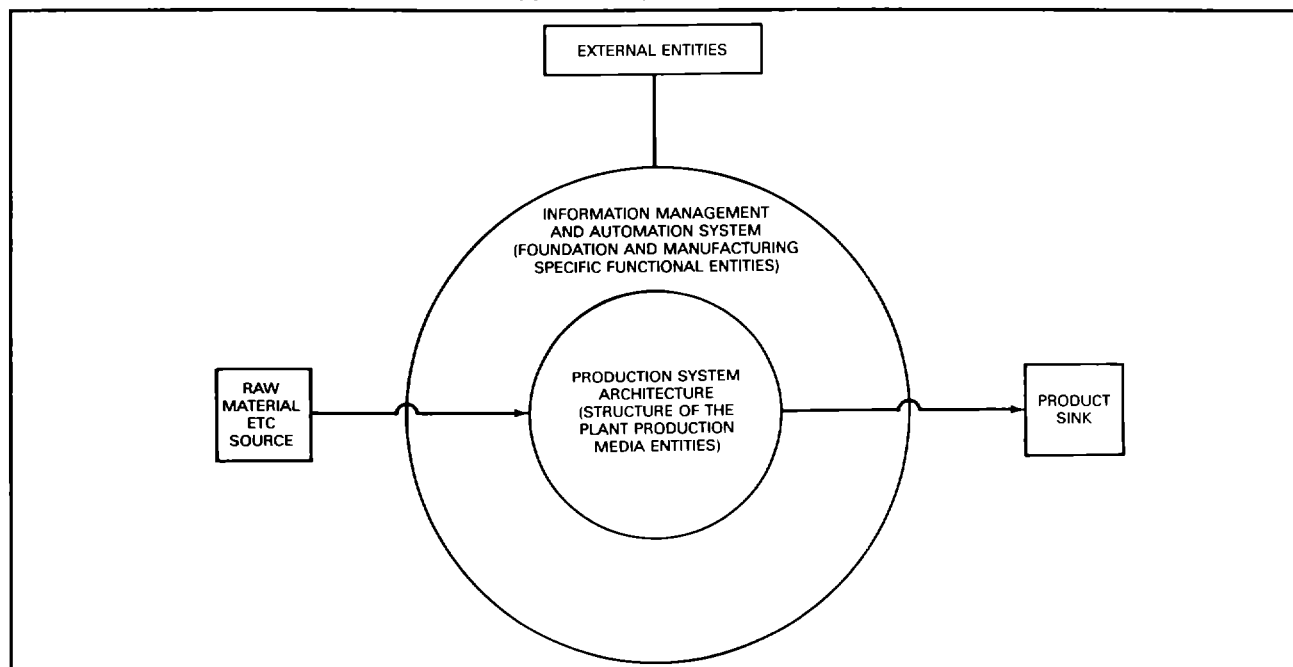 EXTERNAL ENTITIES
INFORMATION MANAGEMENT
AND AUTOMATION SYSTEM
(FOUNDATION AND MANUFACTURING
SPECIFIC FUNCTIONAL ENTITIES)
RAW
MATERIAL
ETC
SOURCE
PRODUCTION SYSTEM
ARCHITECTURE
(STRUCTURE OF THE
PLANT PRODUCTION
MEDIA ENTITIES)
PRODUCT
SINK